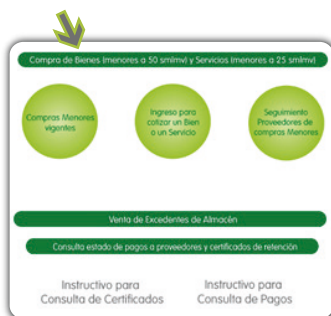 Compra de Bienes (menores a 50 smlmv) y Servicios (menores a 25 smlmv)
Compras Menores
vigentes
Ingreso para
cotizar un Bien
o un Servicio
Seguimiento
Proveedores de
compras Menores
Venta de Excedentes de Almacén
Consulta estado de pagos a proveedores y certificados de retención
Instructivo para
Consulta de Certificados
Instructivo para
Consulta de Pagos